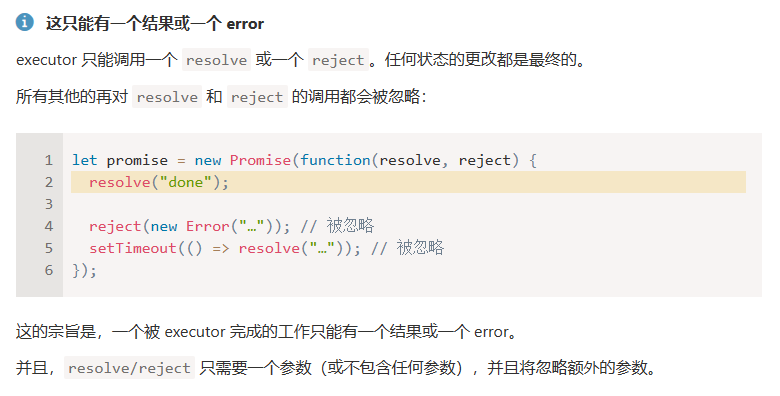 这只能有一个结果或一个 error
executor 只能调用一个 resolve 或一个 reject。任何状态的更改都是最终的。
所有其他的再对 resolve 和 reject 的调用都会被忽略：
1 let promise = new Promise(function(resolve, reject) {
2   resolve("done");
3
4   reject(new Error("…")); // 被忽略
5   setTimeout(() => resolve("…")); // 被忽略
6 });
这的宗旨是，一个被 executor 完成的工作只能有一个结果或一个 error。
并且，resolve/reject 只需要一个参数（或不包含任何参数），并且将忽略额外的参数。